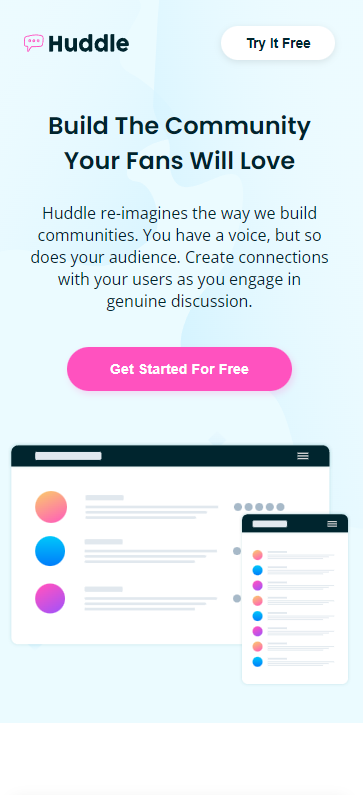 Huddle
Try It Free
Build The Community
Your Fans Will Love
Huddle re-imagines the way we build
communities. You have a voice, but so
does your audience. Create connections
with your users as you engage in
genuine discussion.
Get Started For Free